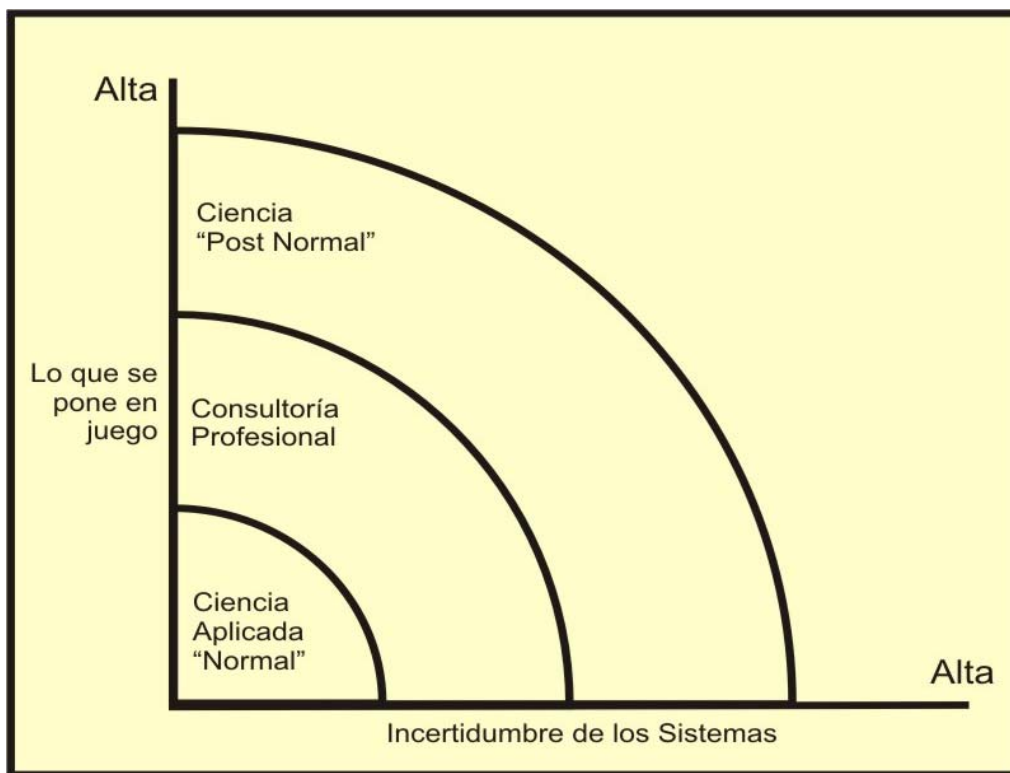 Alta
Ciencia
“Post Normal”
Lo que se
pone en
juego
Consultoría
Profesional
Ciencia
Aplicada
“Normal”
Alta
Incertidumbre de los Sistemas